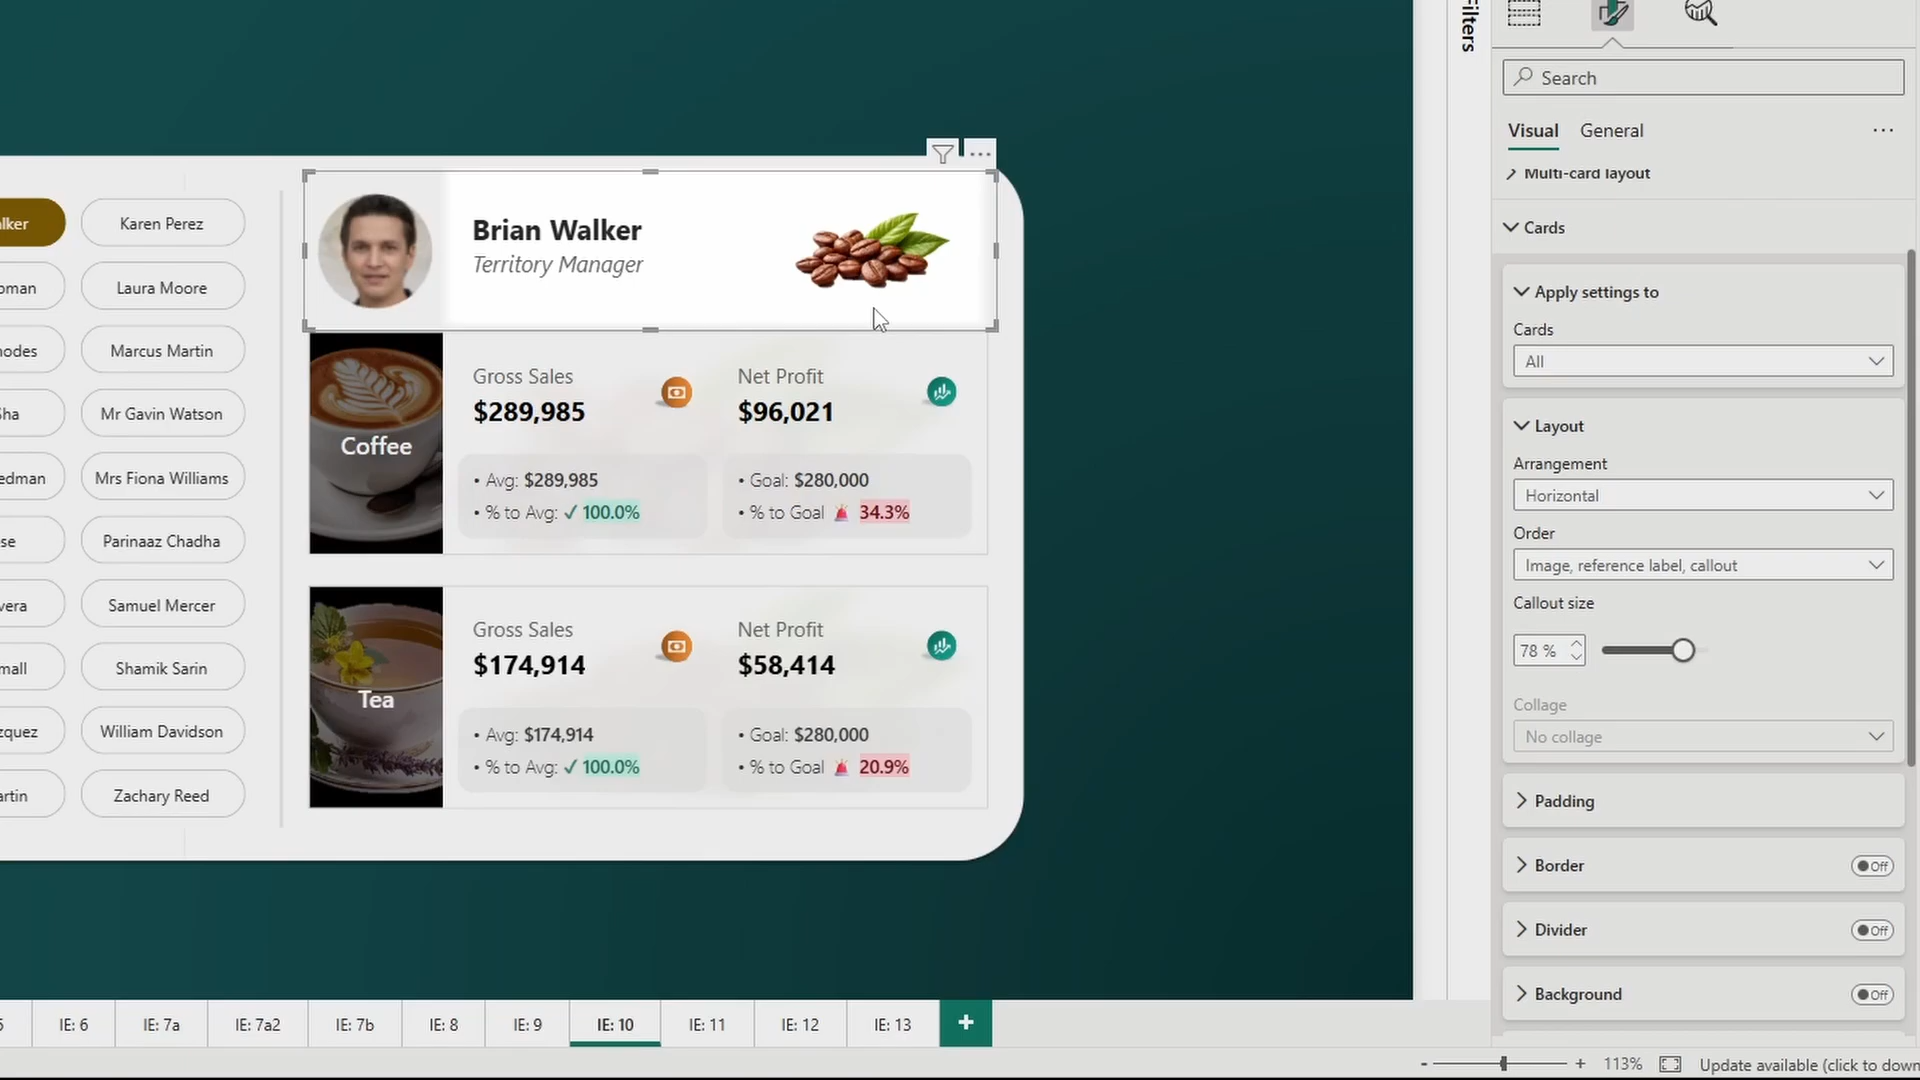 Filters
Search
Visual General
Multi-card layout
Cards
Apply settings to
Cards
All
Layout
Arrangement
Horizontal
Order
Image, reference label, callout
Callout size
78 %
Collage
No collage
Padding
Border Off
Divider Off
Background Off
Brian Walker
Territory Manager
Coffee
Gross Sales
$289,985
Net Profit
$96,021
• Avg: $289,985
• % to Avg: ✓ 100.0%
• Goal: $280,000
• % to Goal 🚨 34.3%
Tea
Gross Sales
$174,914
Net Profit
$58,414
• Avg: $174,914
• % to Avg: ✓ 100.0%
• Goal: $280,000
• % to Goal 🚨 20.9%
alker Karen Perez
oman Laura Moore
hodes Marcus Martin
Sha Mr Gavin Watson
edman Mrs Fiona Williams
se Parinaaz Chadha
vera Samuel Mercer
mall Shamik Sarin
zquez William Davidson
artin Zachary Reed
IE: 6 IE: 7a IE: 7a2 IE: 7b IE: 8 IE: 9 IE: 10 IE: 11 IE: 12 IE: 13 +
- + 113% Update available (click to down